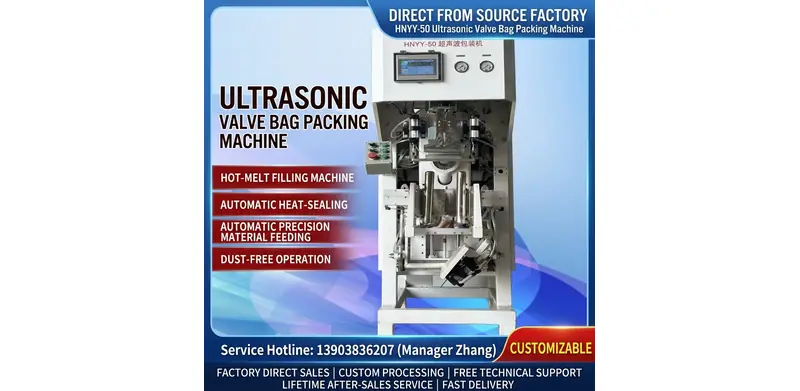 DIRECT FROM SOURCE FACTORY
HNYY-50 Ultrasonic Valve Bag Packing Machine
HNYY-50 超声波包装机
ULTRASONIC
VALVE BAG PACKING
MACHINE
HOT-MELT FILLING MACHINE
AUTOMATIC HEAT-SEALING
AUTOMATIC PRECISION
MATERIAL FEEDING
DUST-FREE OPERATION
Service Hotline: 13903836207 (Manager Zhang)
CUSTOMIZABLE
FACTORY DIRECT SALES | CUSTOM PROCESSING | FREE TECHNICAL SUPPORT
LIFETIME AFTER-SALES SERVICE | FAST DELIVERY